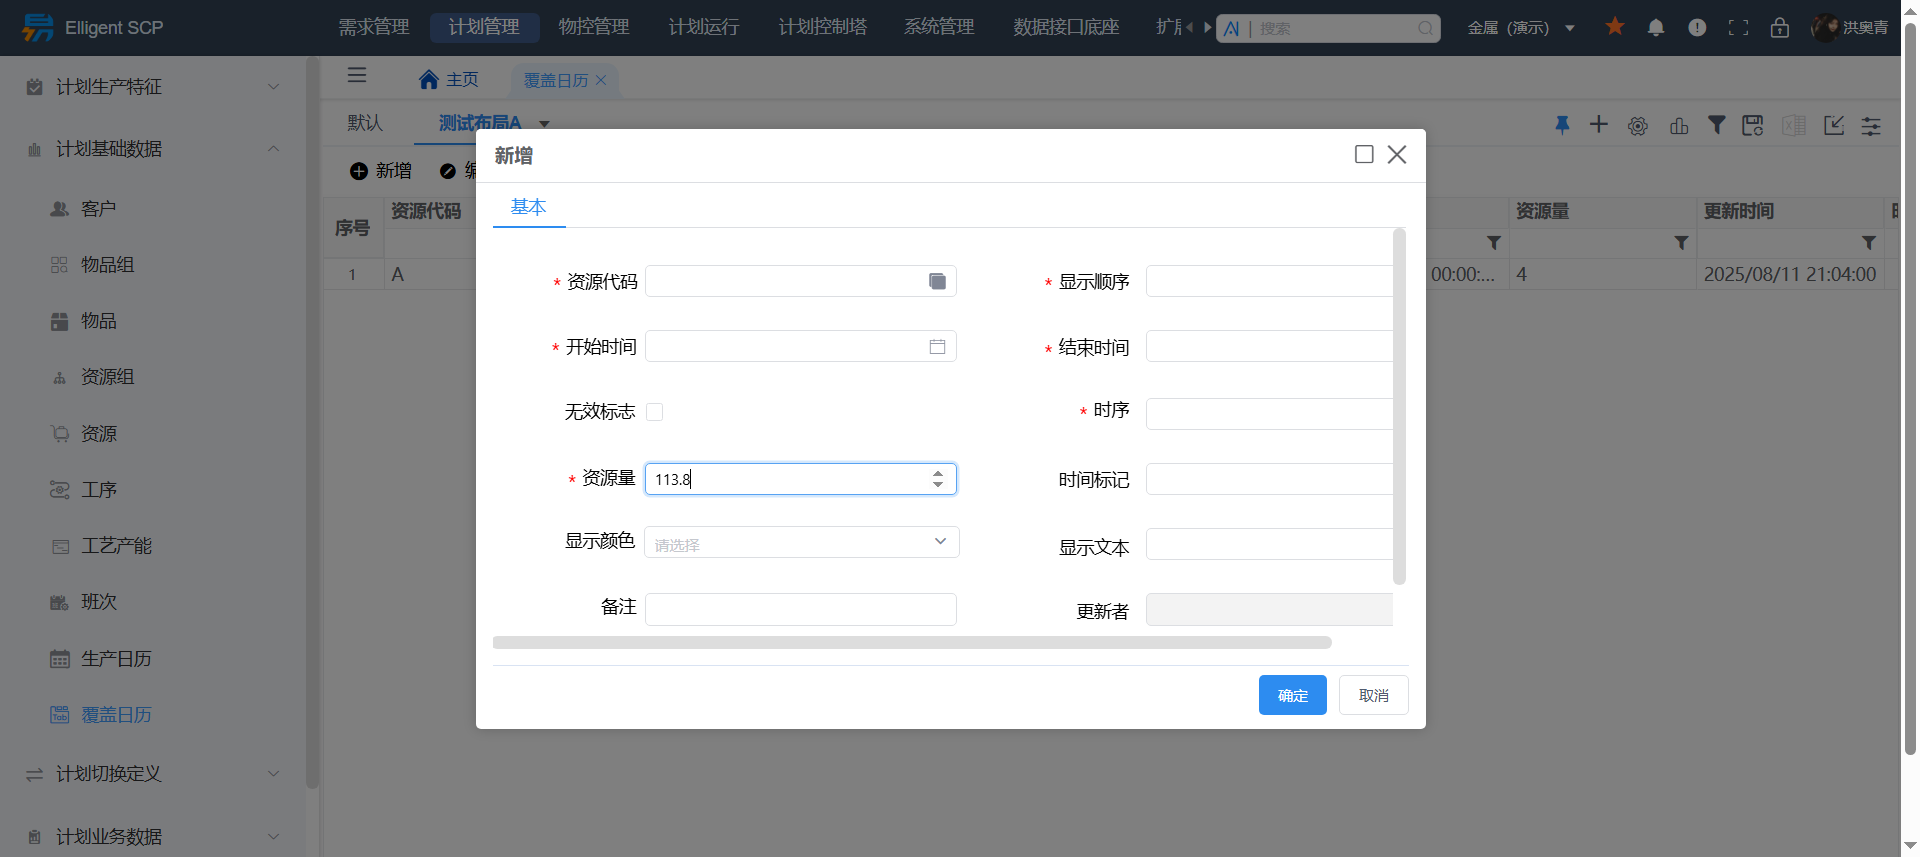 Elligent SCP
需求管理
计划管理
物控管理
计划运行
计划控制塔
系统管理
数据接口底座
AI | 搜索
金属 (演示)
洪奥青
计划生产特征
计划基础数据
客户
物品组
物品
资源组
资源
工序
工艺产能
班次
生产日历
覆盖日历
计划切换定义
计划业务数据
主页
覆盖日历
默认
测试布局A
新增
序号
资源代码
资源量
更新时间
1
A
00:00:...
4
2025/08/11 21:04:00
新增
基本
* 资源代码
* 显示顺序
* 开始时间
* 结束时间
无效标志
* 时序
* 资源量
113.8
时间标记
显示颜色
请选择
显示文本
备注
更新者
确定
取消